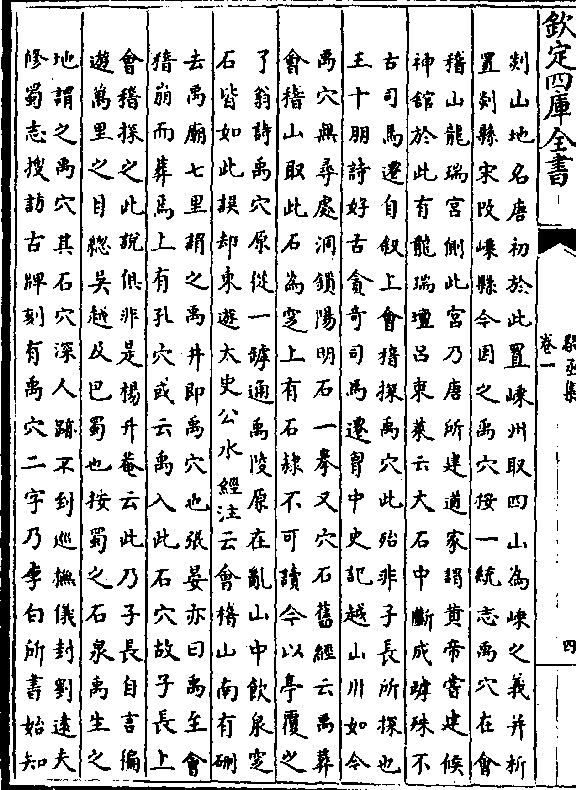 欽定四庫全書
卷一
四
剡山地名唐初於此置嵊州取四山為嵊之義并析
置剡縣宋改嵊縣今因之禹穴按一統志禹穴在會
稽山龍瑞宮側此宮乃唐所建道家謂黄帝嘗建候
神館於此有龍瑞壇吕東萊云大石中斷成罅殊不
古司馬遷自叙上會稽探禹穴此殆非子長所探也
王十朋詩好古貪奇司馬遷胷中史記越山川如今
禹穴無尋處洞鎖陽明石一拳又穴石舊經云禹葬
會稽山取此石為窆上有石隸不可讀今以亭覆之
了翁詩禹穴原從一罅通禹陵原在亂山中飲泉窆
石皆如此誤却東遊太史公水經注云會稽山南有硎
去禹廟七里謂之禹井即禹穴也張晏亦曰禹至會
稽崩而葬焉上有孔穴或云禹入此石穴故子長上
會稽探之此說俱非是楊升菴云此乃子長自言徧
遊萬里之目緫吳越及巴蜀也按蜀之石泉禹生之
地謂之禹穴其石穴深人蹟不到巡撫儀封劉遠夫
修蜀志搜訪古碑刻有禹穴二字乃李白所書始知